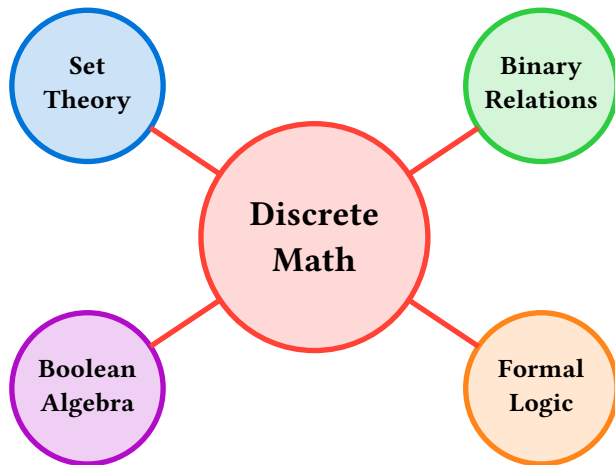 Set
Theory
Binary
Relations
Discrete
Math
Boolean
Algebra
Formal
Logic